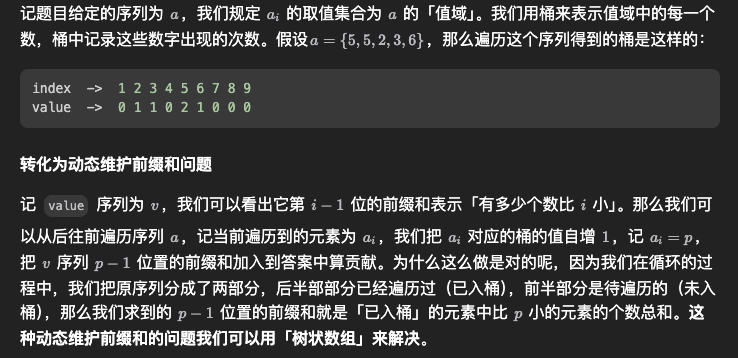 记题目给定的序列为 a，我们规定 aᵢ 的取值集合为 a 的「值域」。我们用桶来表示值域中的每一个
数，桶中记录这些数字出现的次数。假设a = {5, 5, 2, 3, 6}，那么遍历这个序列得到的桶是这样的：
index  ->  1 2 3 4 5 6 7 8 9
value  ->  0 1 1 0 2 1 0 0 0
转化为动态维护前缀和问题
记 value 序列为 v，我们可以看出它第 i − 1 位的前缀和表示「有多少个数比 i 小」。那么我们可
以从后往前遍历序列 a，记当前遍历到的元素为 aᵢ，我们把 aᵢ 对应的桶的值自增 1，记 aᵢ = p，
把 v 序列 p − 1 位置的前缀和加入到答案中算贡献。为什么这么做是对的呢，因为我们在循环的过
程中，我们把原序列分成了两部分，后半部部分已经遍历过（已入桶），前半部分是待遍历的（未入
桶），那么我们求到的 p − 1 位置的前缀和就是「已入桶」的元素中比 p 小的元素的个数总和。这
种动态维护前缀和的问题我们可以用「树状数组」来解决。